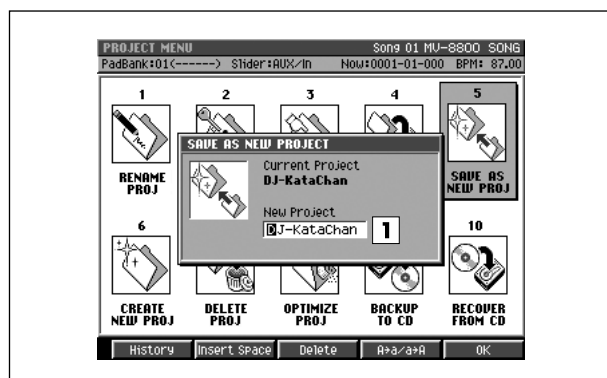 PROJECT MENU Song 01 MV-8800 SONG
PadBank:01(------) Slider:AUX/In Now:0001-01-000 BPM: 87.00
1 2 3 4 5
SAVE AS NEW PROJECT
Current Project
DJ-KataChan
New Project
DJ-KataChan 1
RENAME PROJ
SAVE AS NEW PROJ
6 10
CREATE NEW PROJ
DELETE PROJ
OPTIMIZE PROJ
BACKUP TO CD
RECOVER FROM CD
History Insert Space Delete A→a/a→A OK